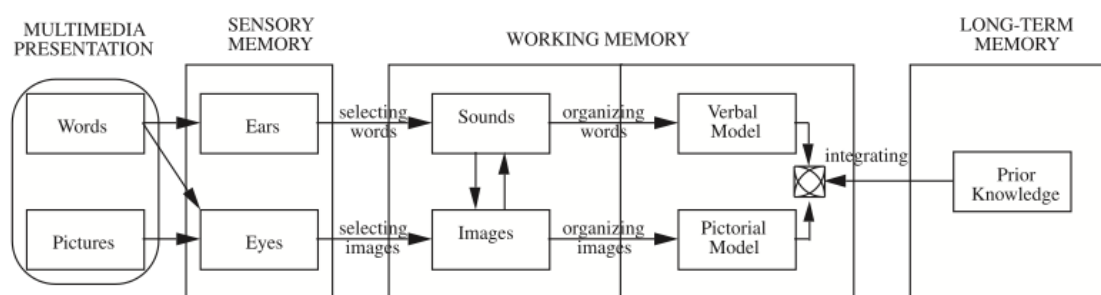 MULTIMEDIA
PRESENTATION
SENSORY
MEMORY
WORKING MEMORY
LONG-TERM
MEMORY
Words
Ears
selecting
words
Sounds
organizing
words
Verbal
Model
integrating
Prior
Knowledge
Pictures
Eyes
selecting
images
Images
organizing
images
Pictorial
Model